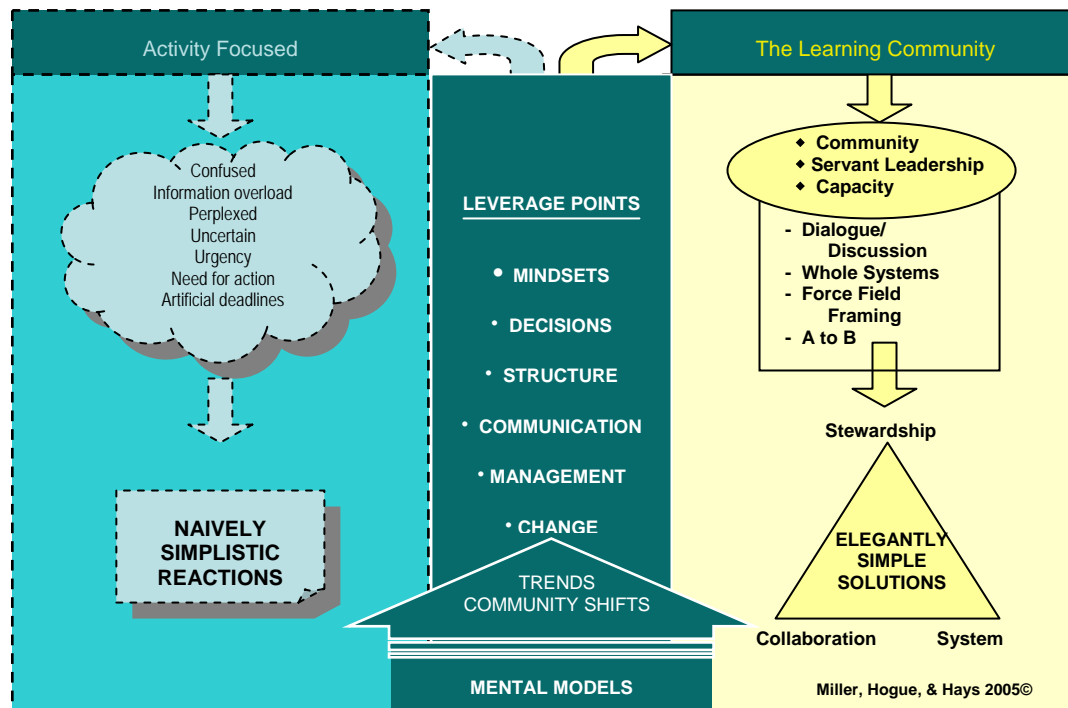 Activity Focused
Confused
Information overload
Perplexed
Uncertain
Urgency
Need for action
Artificial deadlines
NAIVELY
SIMPLISTIC
REACTIONS
LEVERAGE POINTS
• MINDSETS
• DECISIONS
• STRUCTURE
• COMMUNICATION
• MANAGEMENT
• CHANGE
TRENDS
COMMUNITY SHIFTS
MENTAL MODELS
The Learning Community
◆ Community
◆ Servant Leadership
◆ Capacity
- Dialogue/
Discussion
- Whole Systems
- Force Field
Framing
- A to B
Stewardship
ELEGANTLY
SIMPLE
SOLUTIONS
Collaboration System
Miller, Hogue, & Hays 2005©